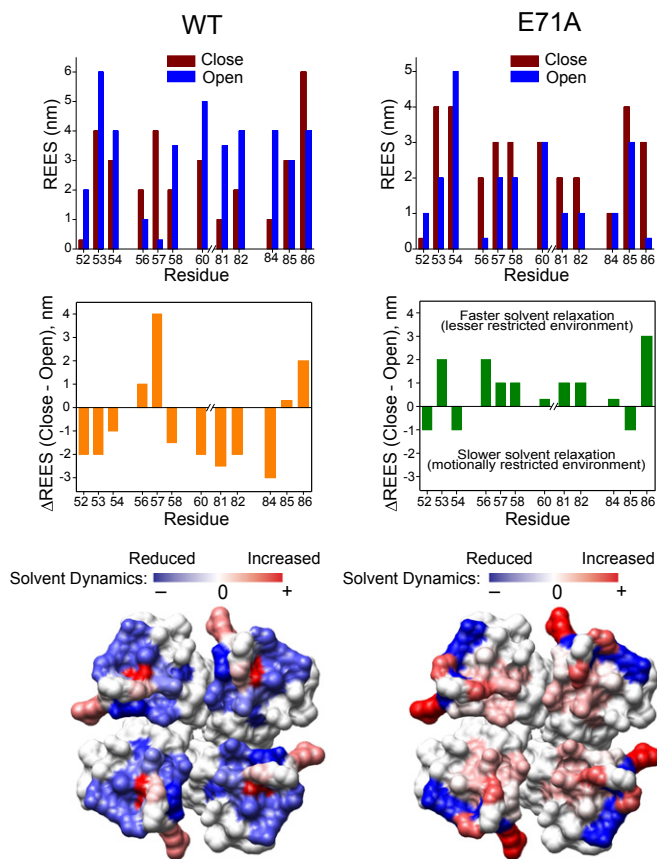 WT
E71A
Close
Open
REES (nm)
6
5
4
3
2
1
0
52 53 54 56 57 58 60 // 81 82 84 85 86
Residue
Close
Open
REES (nm)
5
4
3
2
1
0
52 53 54 56 57 58 60 // 81 82 84 85 86
Residue
ΔREES (Close - Open), nm
4
3
2
1
0
-1
-2
-3
52 53 54 56 57 58 60 81 82 84 85 86
Residue
ΔREES (Close - Open), nm
Faster solvent relaxation
(lesser restricted environment)
4
3
2
1
0
-1
-2
-3
Slower solvent relaxation
(motionally restricted environment)
52 53 54 56 57 58 60 81 82 84 85 86
Residue
Reduced Increased
Solvent Dynamics: – 0 +
Reduced Increased
Solvent Dynamics: – 0 +